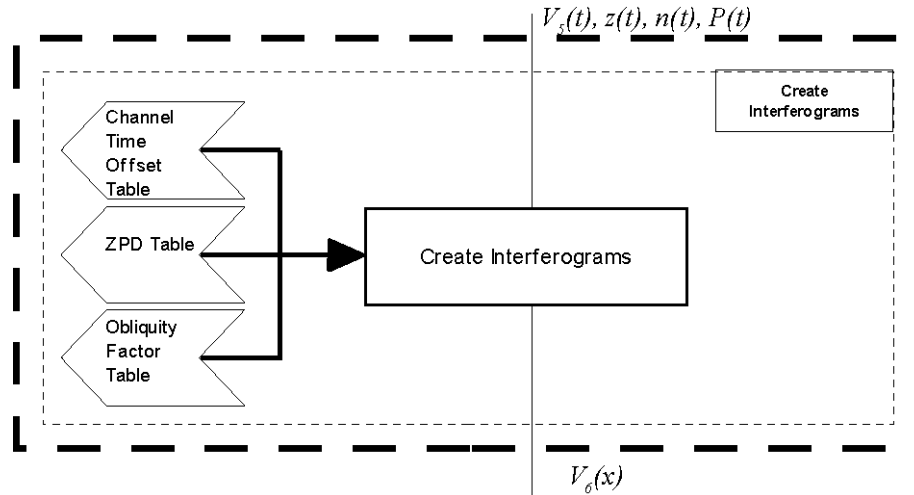 V5(t), z(t), n(t), P(t)
Create
Interferograms
Channel
Time
Offset
Table
ZPD Table
Create Interferograms
Obliquity
Factor
Table
V6(x)